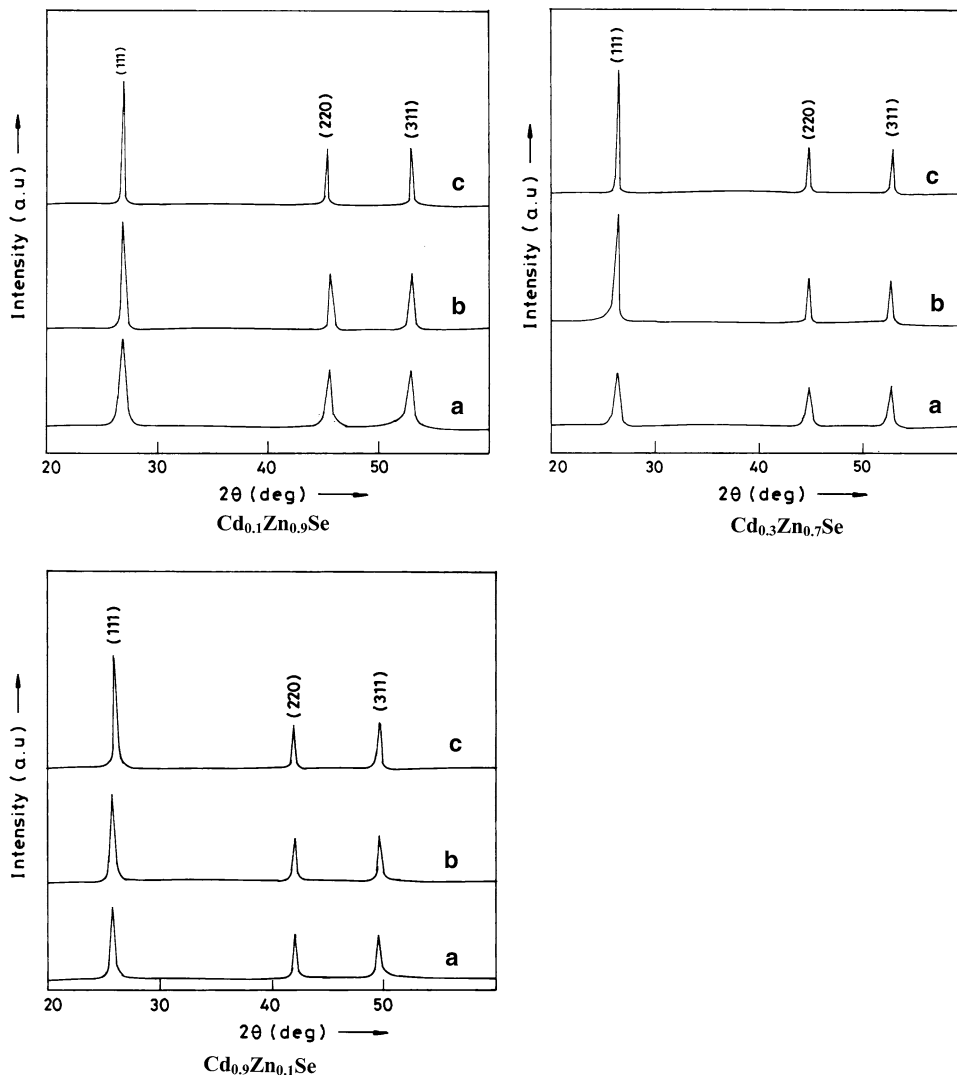 (111)
(220)
(311)
c
b
a
Intensity (a.u)
20 30 40 50
2θ (deg)
Cd0.1Zn0.9Se
(111)
(220)
(311)
c
b
a
Intensity (a.u)
20 30 40 50
2θ (deg)
Cd0.3Zn0.7Se
(111)
(220)
(311)
c
b
a
Intensity (a.u)
20 30 40 50
2θ (deg)
Cd0.9Zn0.1Se